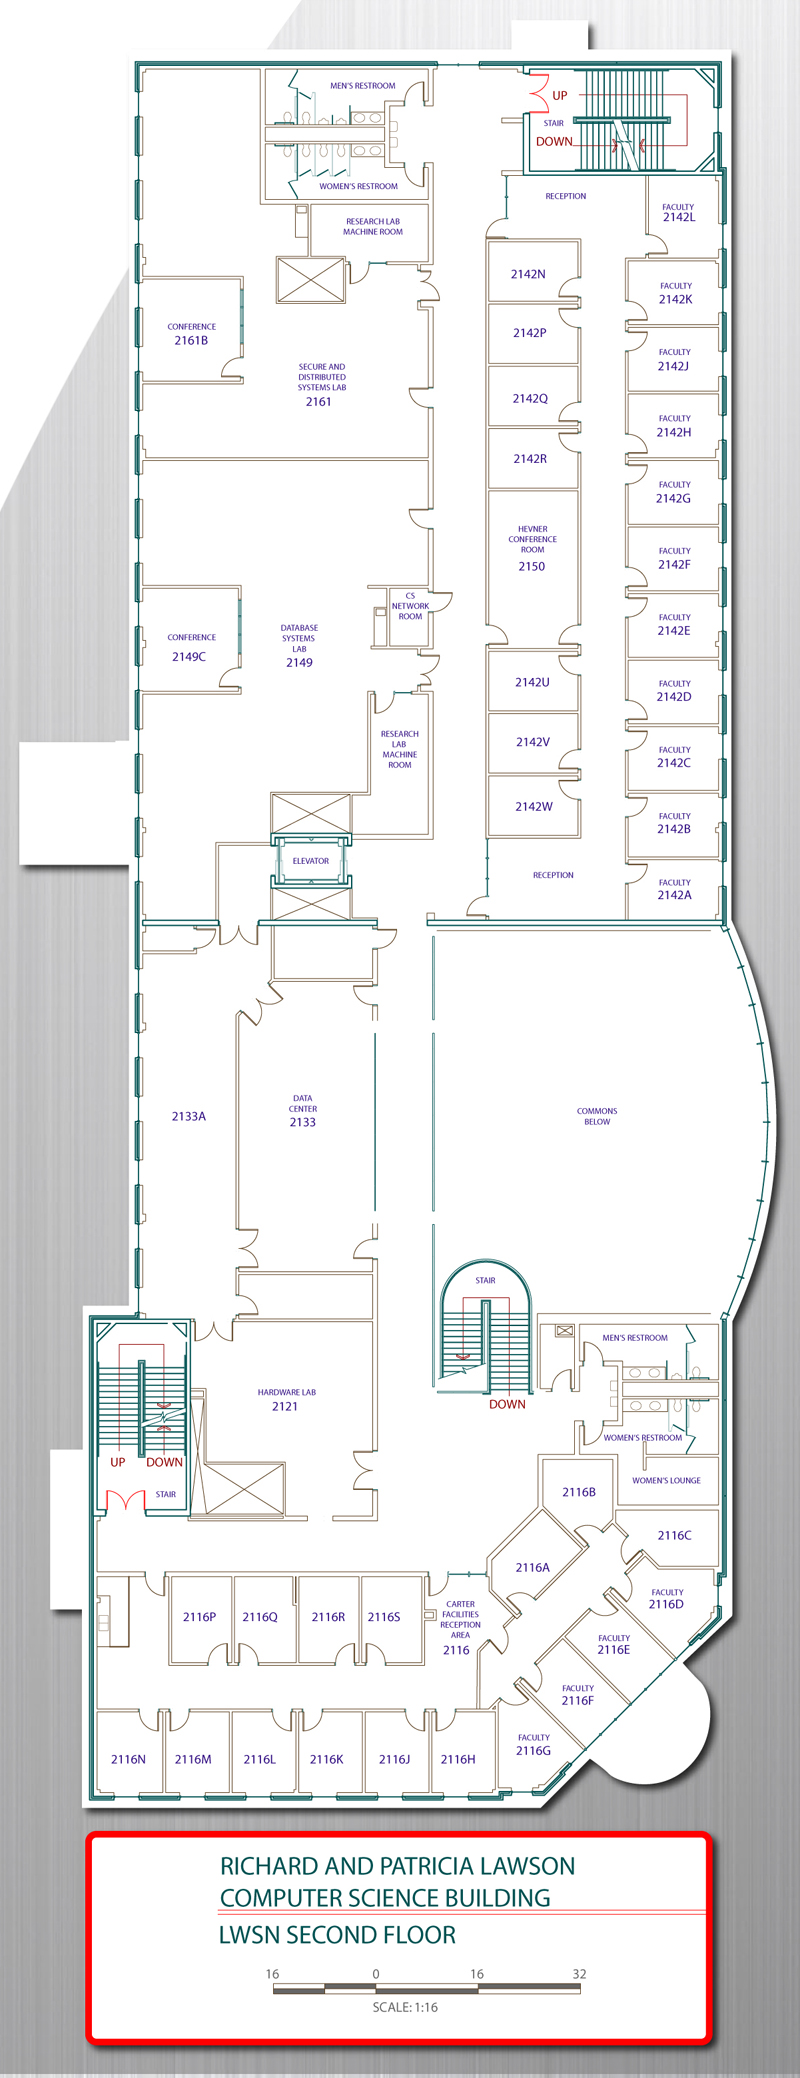 MEN'S RESTROOM
UP
STAIR
DOWN
WOMEN'S RESTROOM
RECEPTION
FACULTY
2142L
RESEARCH LAB
MACHINE ROOM
2142N
FACULTY
2142K
CONFERENCE
2161B
2142P
FACULTY
2142J
SECURE AND
DISTRIBUTED
SYSTEMS LAB
2161
2142Q
FACULTY
2142H
2142R
FACULTY
2142G
HEVNER
CONFERENCE
ROOM
2150
FACULTY
2142F
CS
NETWORK
ROOM
FACULTY
2142E
CONFERENCE
2149C
DATABASE
SYSTEMS
LAB
2149
2142U
FACULTY
2142D
RESEARCH
LAB
MACHINE
ROOM
2142V
FACULTY
2142C
2142W
FACULTY
2142B
ELEVATOR
RECEPTION
FACULTY
2142A
2133A
DATA
CENTER
2133
COMMONS
BELOW
STAIR
MEN'S RESTROOM
HARDWARE LAB
2121
DOWN
WOMEN'S RESTROOM
UP
DOWN
STAIR
WOMEN'S LOUNGE
2116B
2116C
2116A
FACULTY
2116D
2116P
2116Q
2116R
2116S
CARTER
FACILITIES
RECEPTION
AREA
2116
FACULTY
2116E
FACULTY
2116F
FACULTY
2116G
2116N
2116M
2116L
2116K
2116J
2116H
RICHARD AND PATRICIA LAWSON
COMPUTER SCIENCE BUILDING
LWSN SECOND FLOOR
16 0 16 32
SCALE: 1:16